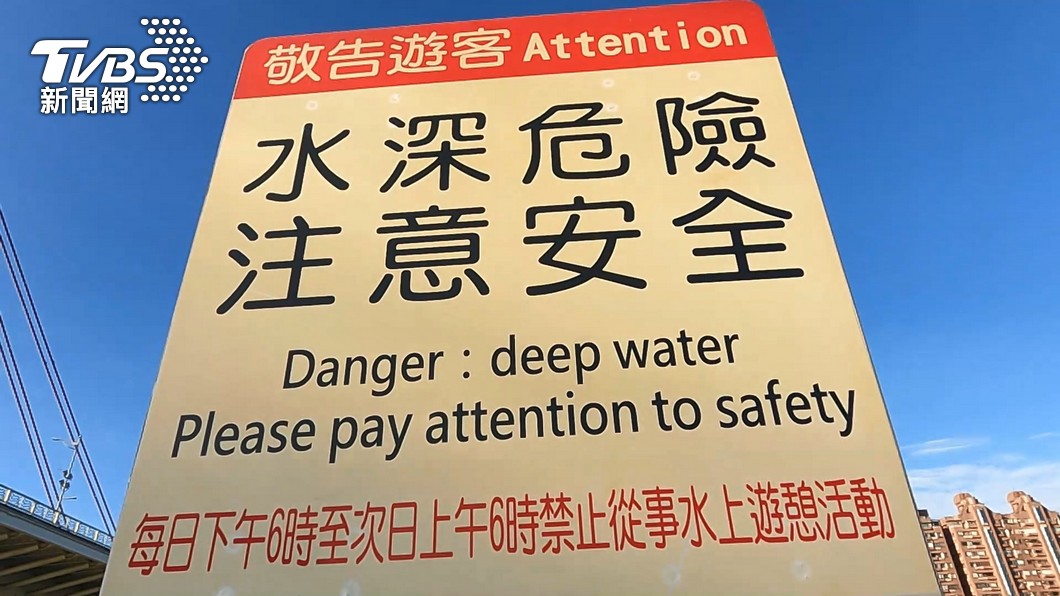 TVBS
新聞網
敬告遊客 Attention
水深危險
注意安全
Danger：deep water
Please pay attention to safety
每日下午6時至次日上午6時禁止從事水上遊憩活動